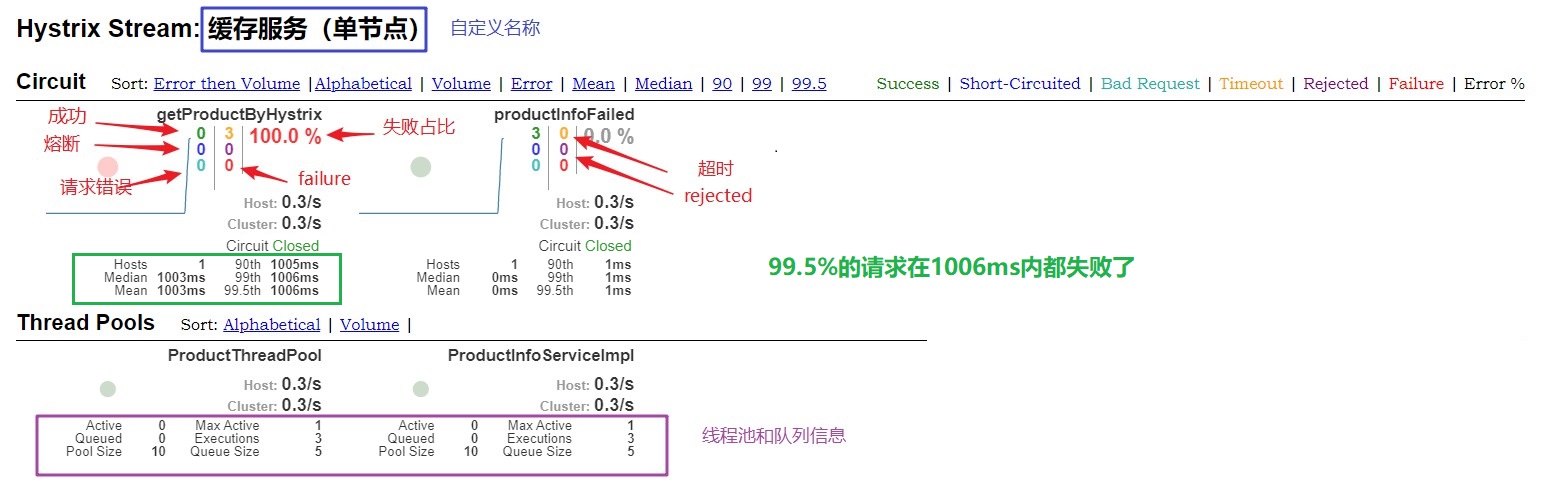 Hystrix Stream: 缓存服务（单节点） 自定义名称
Circuit Sort: Error then Volume | Alphabetical | Volume | Error | Mean | Median | 90 | 99 | 99.5 Success | Short-Circuited | Bad Request | Timeout | Rejected | Failure | Error %
getProductByHystrix productInfoFailed
成功 0 3 100.0 % 失败占比 3 0 0.0 %
熔断 0 0 0 0 超时
请求错误 0 0 failure 0 0 rejected
Host: 0.3/s Host: 0.3/s
Cluster: 0.3/s Cluster: 0.3/s
Circuit Closed Circuit Closed
Hosts 1 90th 1005ms Hosts 1 90th 1ms 99.5%的请求在1006ms内都失败了
Median 1003ms 99th 1006ms Median 0ms 99th 1ms
Mean 1003ms 99.5th 1006ms Mean 0ms 99.5th 1ms
Thread Pools Sort: Alphabetical | Volume |
ProductThreadPool ProductInfoServiceImpl
Host: 0.3/s Host: 0.3/s
Cluster: 0.3/s Cluster: 0.3/s
Active 0 Max Active 1 Active 0 Max Active 1
Queued 0 Executions 3 Queued 0 Executions 3 线程池和队列信息
Pool Size 10 Queue Size 5 Pool Size 10 Queue Size 5